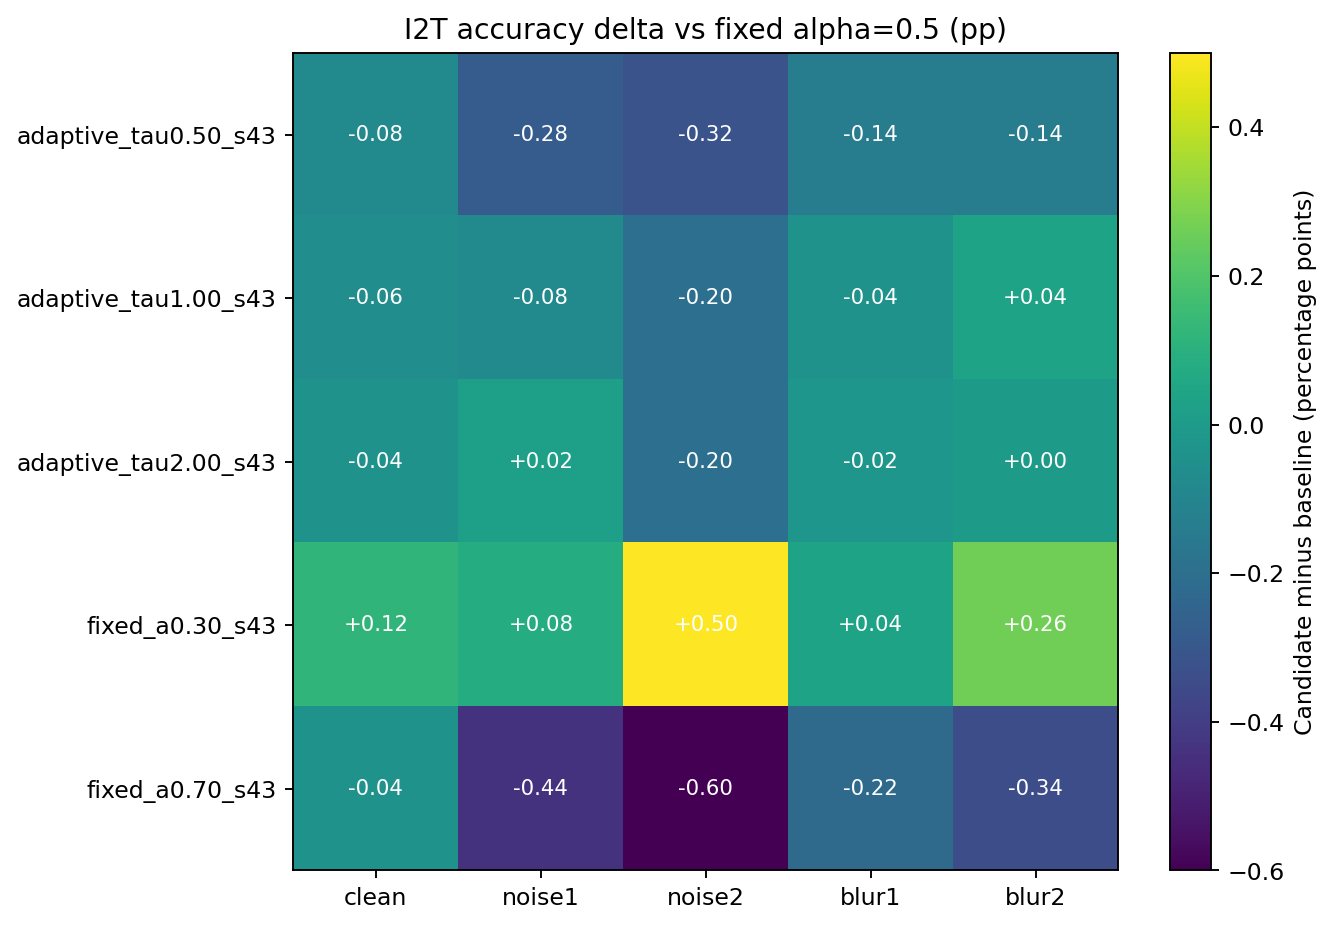 I2T accuracy delta vs fixed alpha=0.5 (pp)
adaptive_tau0.50_s43 -0.08 -0.28 -0.32 -0.14 -0.14
adaptive_tau1.00_s43 -0.06 -0.08 -0.20 -0.04 +0.04
adaptive_tau2.00_s43 -0.04 +0.02 -0.20 -0.02 +0.00
fixed_a0.30_s43 +0.12 +0.08 +0.50 +0.04 +0.26
fixed_a0.70_s43 -0.04 -0.44 -0.60 -0.22 -0.34
clean noise1 noise2 blur1 blur2
0.4
0.2
0.0
−0.2
−0.4
−0.6
Candidate minus baseline (percentage points)